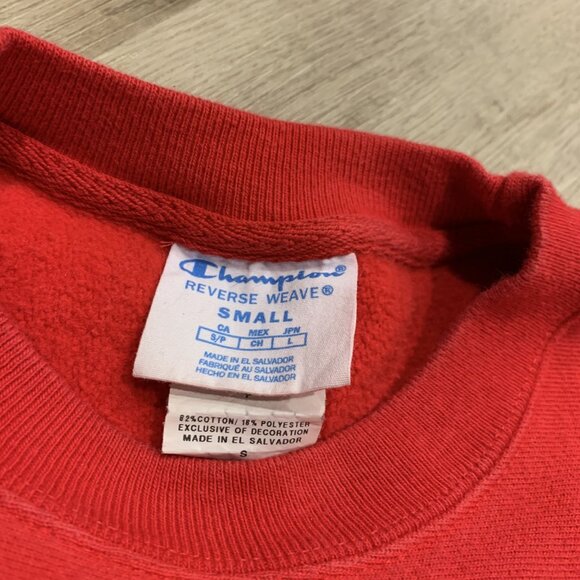 Champion®
REVERSE WEAVE®
SMALL
CA MEX JPN
S/P CH L
MADE IN EL SALVADOR
FABRIQUÉ AU SALVADOR
HECHO EN EL SALVADOR
82%COTTON/18% POLYESTER
EXCLUSIVE OF DECORATION
MADE IN EL SALVADOR
S